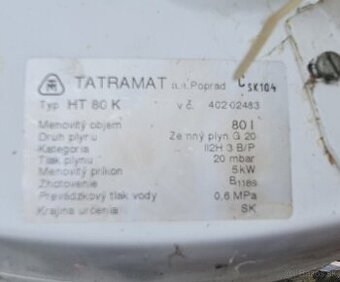 TATRAMAT a.s. Poprad C SK104
Typ HT 80 K v č. 402 02483
Menovitý objem 80 l
Druh plynu Zemný plyn G 20
Kategória II2H 3 B/P
Tlak plynu 20 mbar
Menovitý príkon 5 kW
Zhotovenie B11BS
Prevádzkový tlak vody 0,6 MPa
Krajina určenia SK